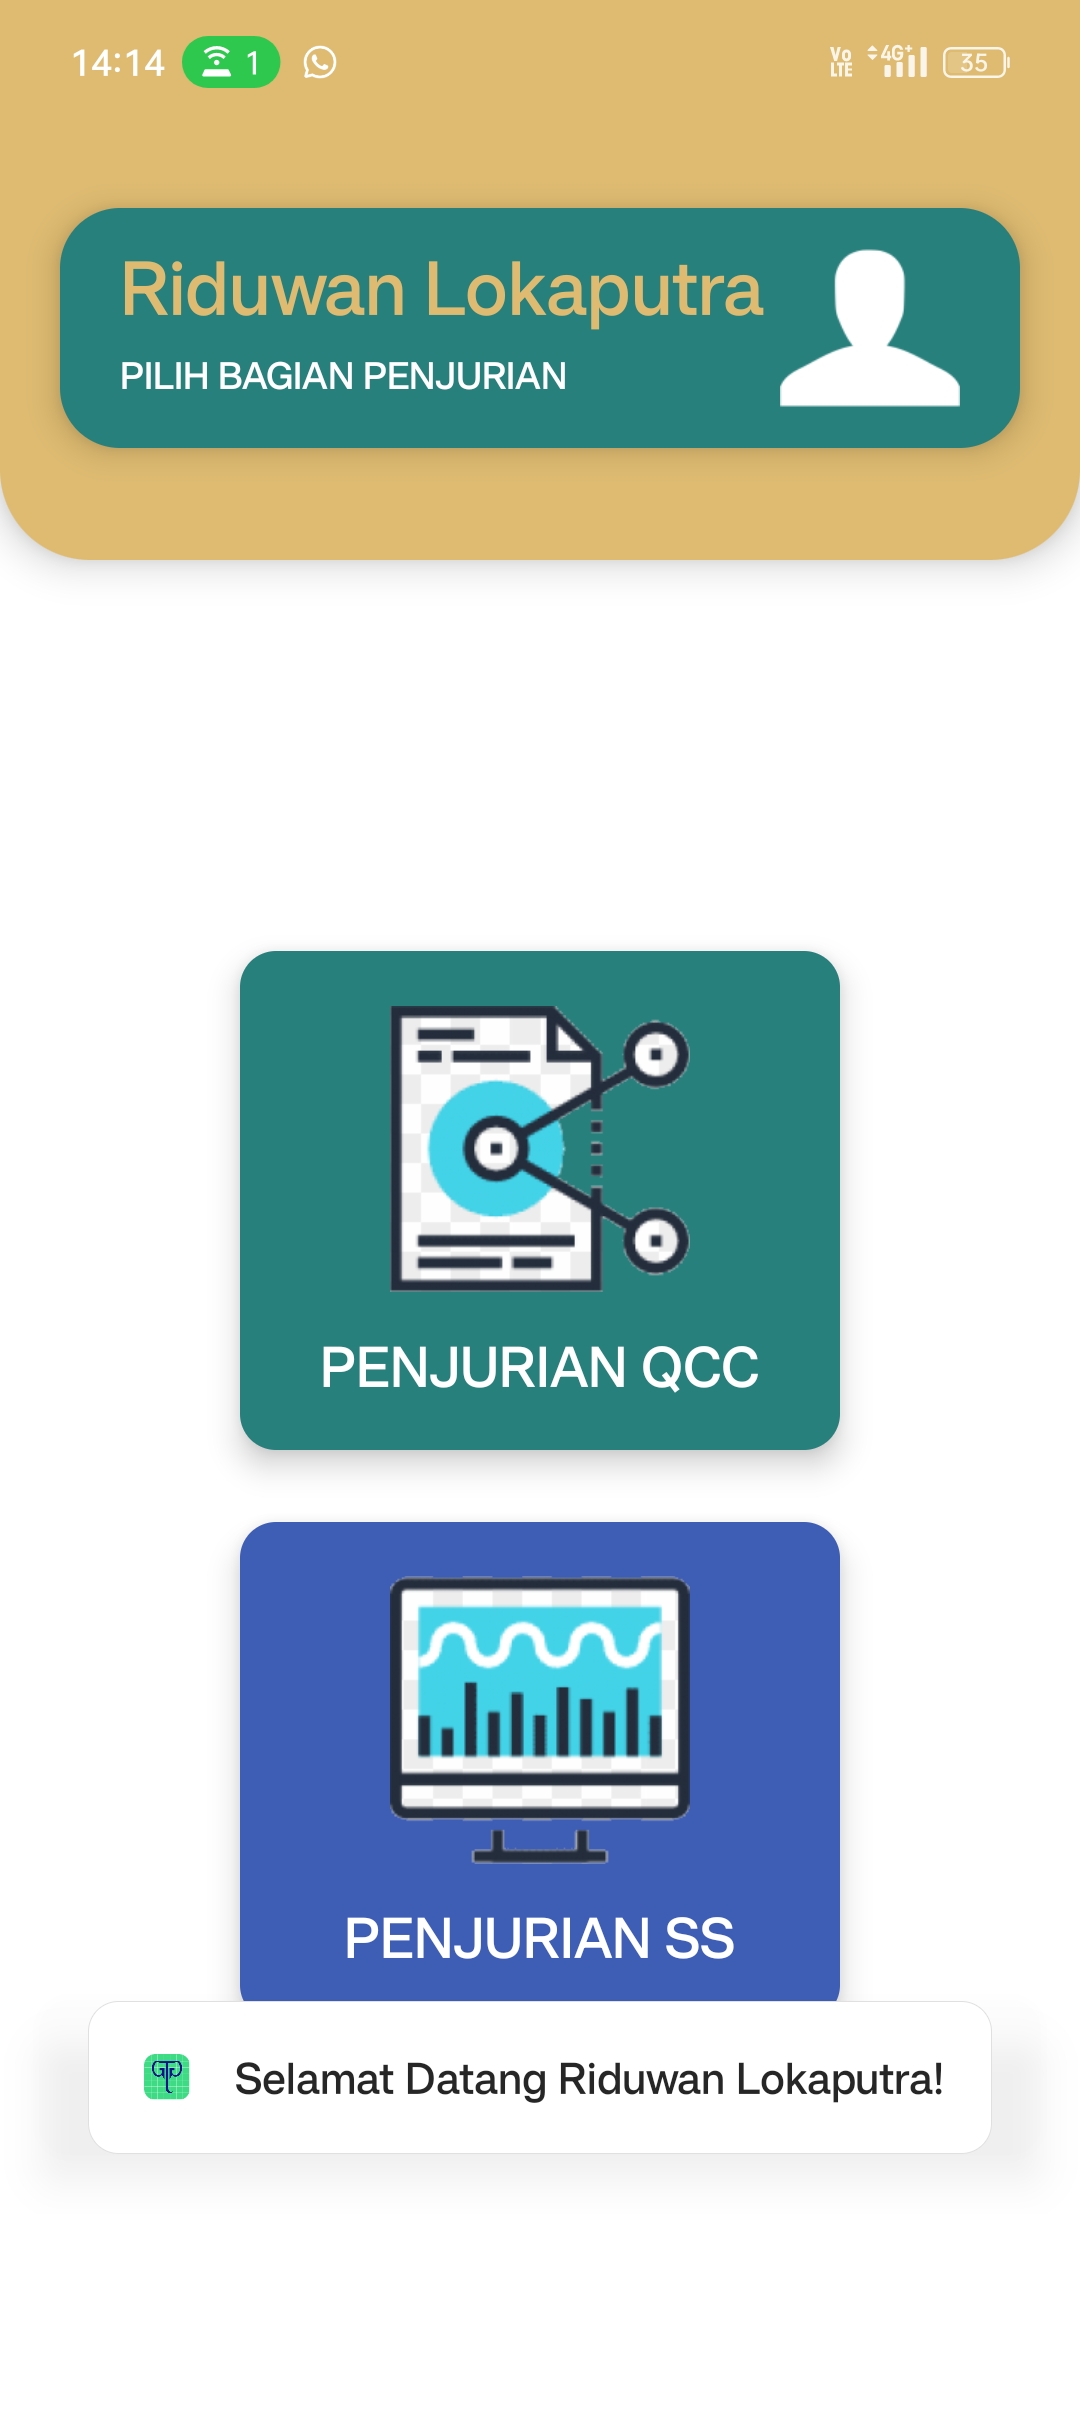 14:14 1 Vo LTE 4G+ 35
Riduwan Lokaputra
PILIH BAGIAN PENJURIAN
PENJURIAN QCC
PENJURIAN SS
Selamat Datang Riduwan Lokaputra!